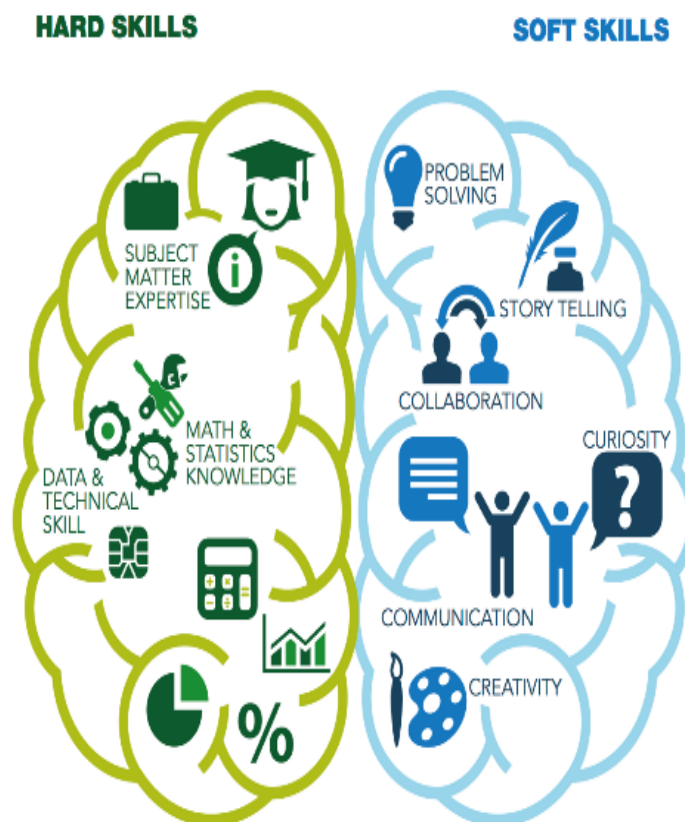 HARD SKILLS
SOFT SKILLS
SUBJECT
MATTER
EXPERTISE
i
MATH &
STATISTICS
KNOWLEDGE
DATA &
TECHNICAL
SKILL
%
PROBLEM
SOLVING
STORY TELLING
COLLABORATION
CURIOSITY
?
COMMUNICATION
CREATIVITY